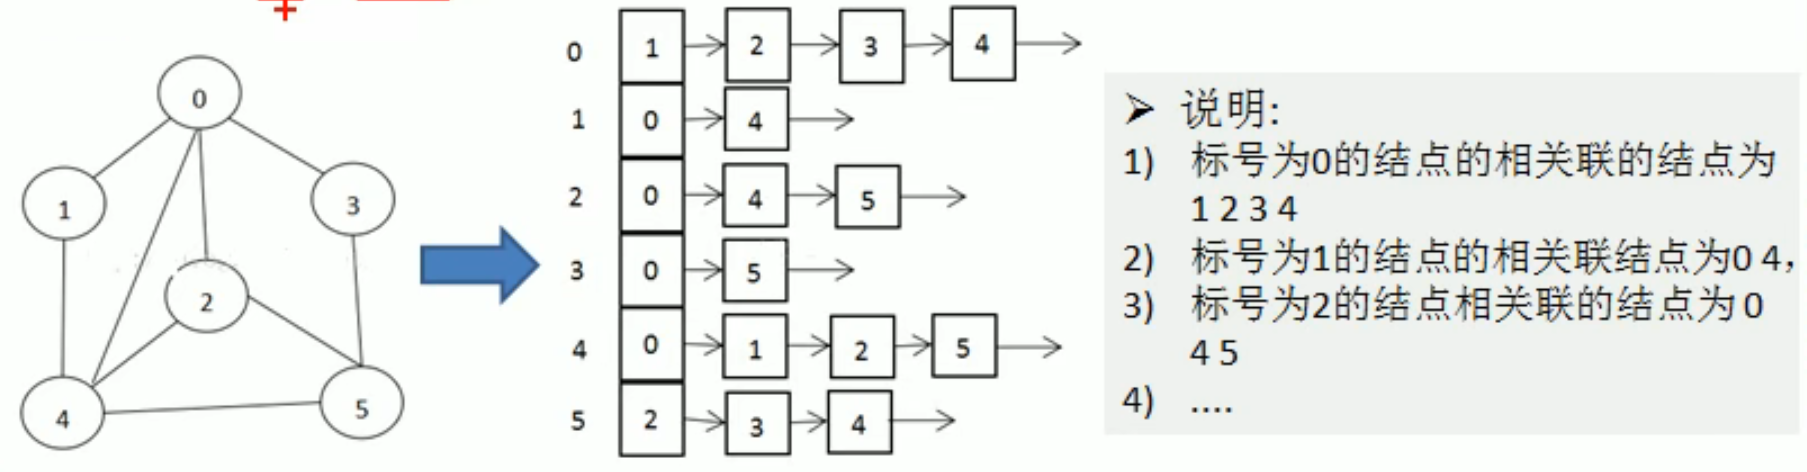 0
1
3
2
4
5
0 1 2 3 4
1 0 4
2 0 4 5
3 0 5
4 0 1 2 5
5 2 3 4
➢ 说明:
1) 标号为0的结点的相关联的结点为
1 2 3 4
2) 标号为1的结点的相关联结点为0 4，
3) 标号为2的结点相关联的结点为 0
4 5
4) ....